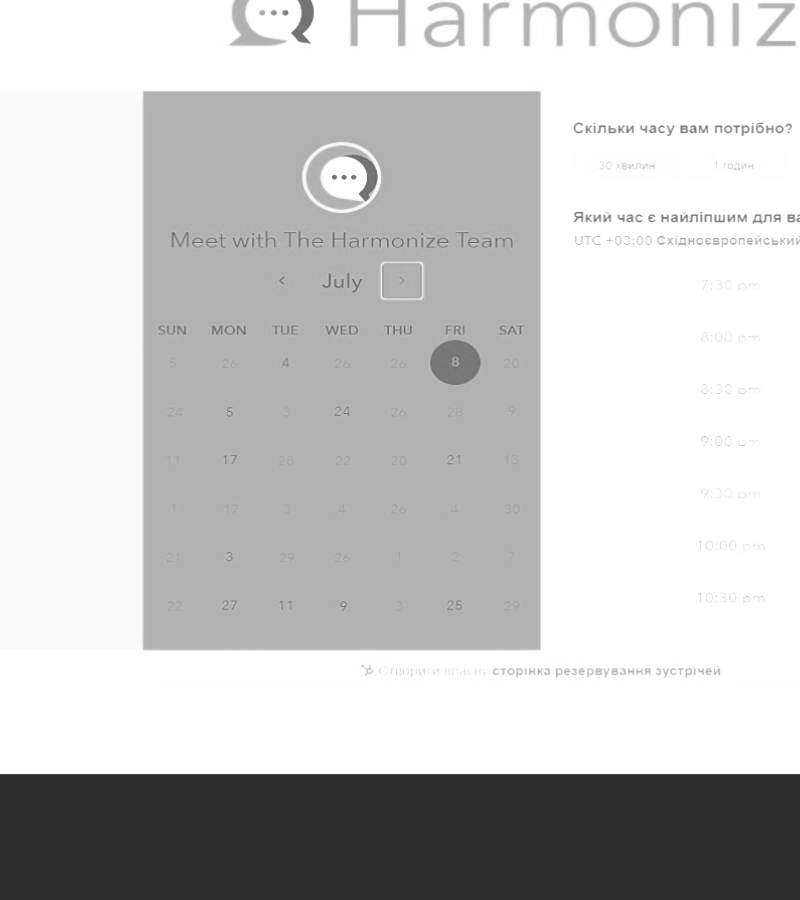 Harmoniz
Meet with The Harmonize Team
< July >
SUN MON TUE WED THU FRI SAT
5 26 4 26 26 8 20
24 5 3 24 26 28 9
11 17 28 22 20 21 13
1 17 3 4 26 4 30
21 3 29 26 1 2 7
22 27 11 9 3 25 29
Скільки часу вам потрібно?
30 хвилин 1 годин
Який час є найліпшим для ва
UTC +03:00 Східноєвропейський
7:30 pm
8:00 pm
8:30 pm
9:00 pm
9:30 pm
10:00 pm
10:30 pm
Створити власну сторінка резервування зустрічей